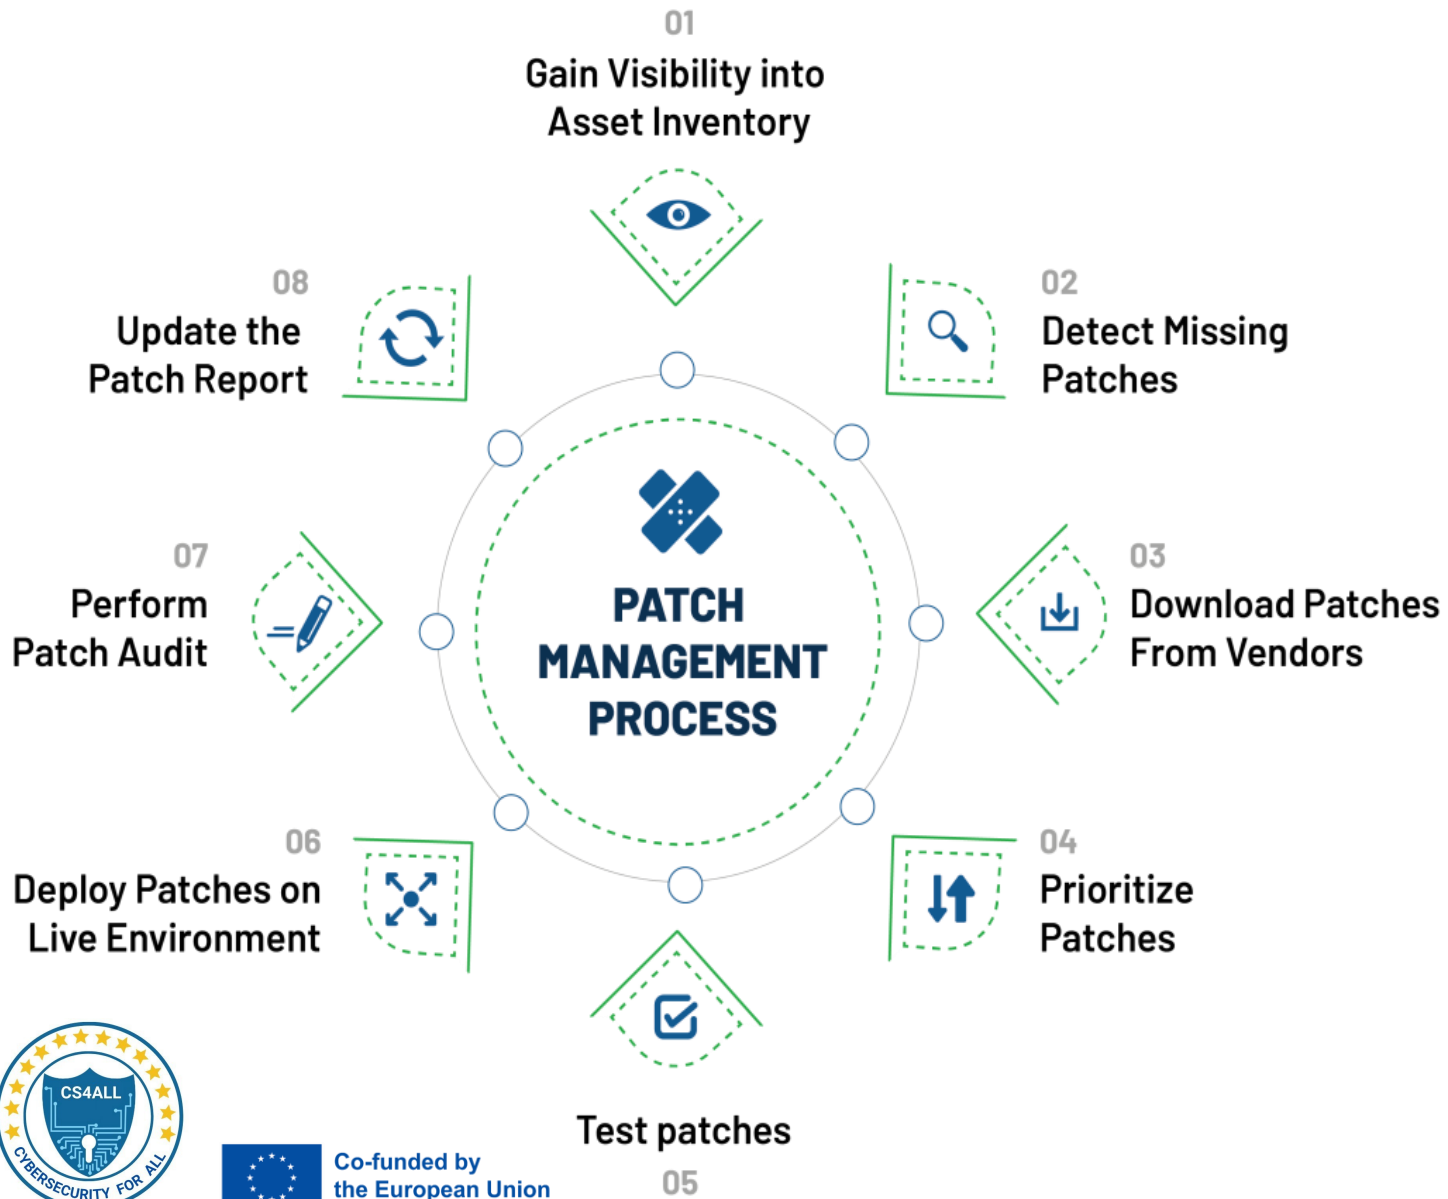 01
Gain Visibility into
Asset Inventory
02
Detect Missing
Patches
03
Download Patches
From Vendors
04
Prioritize
Patches
Test patches
05
06
Deploy Patches on
Live Environment
07
Perform
Patch Audit
08
Update the
Patch Report
PATCH
MANAGEMENT
PROCESS
CS4ALL
CYBERSECURITY FOR ALL
Co-funded by
the European Union